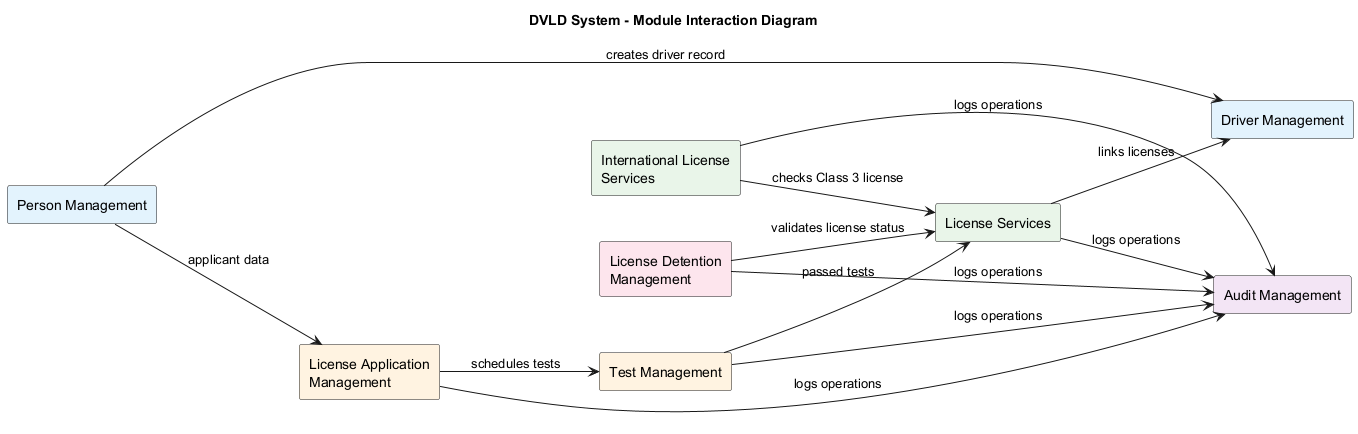 DVLD System - Module Interaction Diagram
creates driver record
logs operations
Driver Management
International License
Services
links licenses
checks Class 3 license
Person Management
License Services
validates license status
logs operations
applicant data
License Detention
Management
passed tests
logs operations
Audit Management
logs operations
License Application
Management
schedules tests
Test Management
logs operations